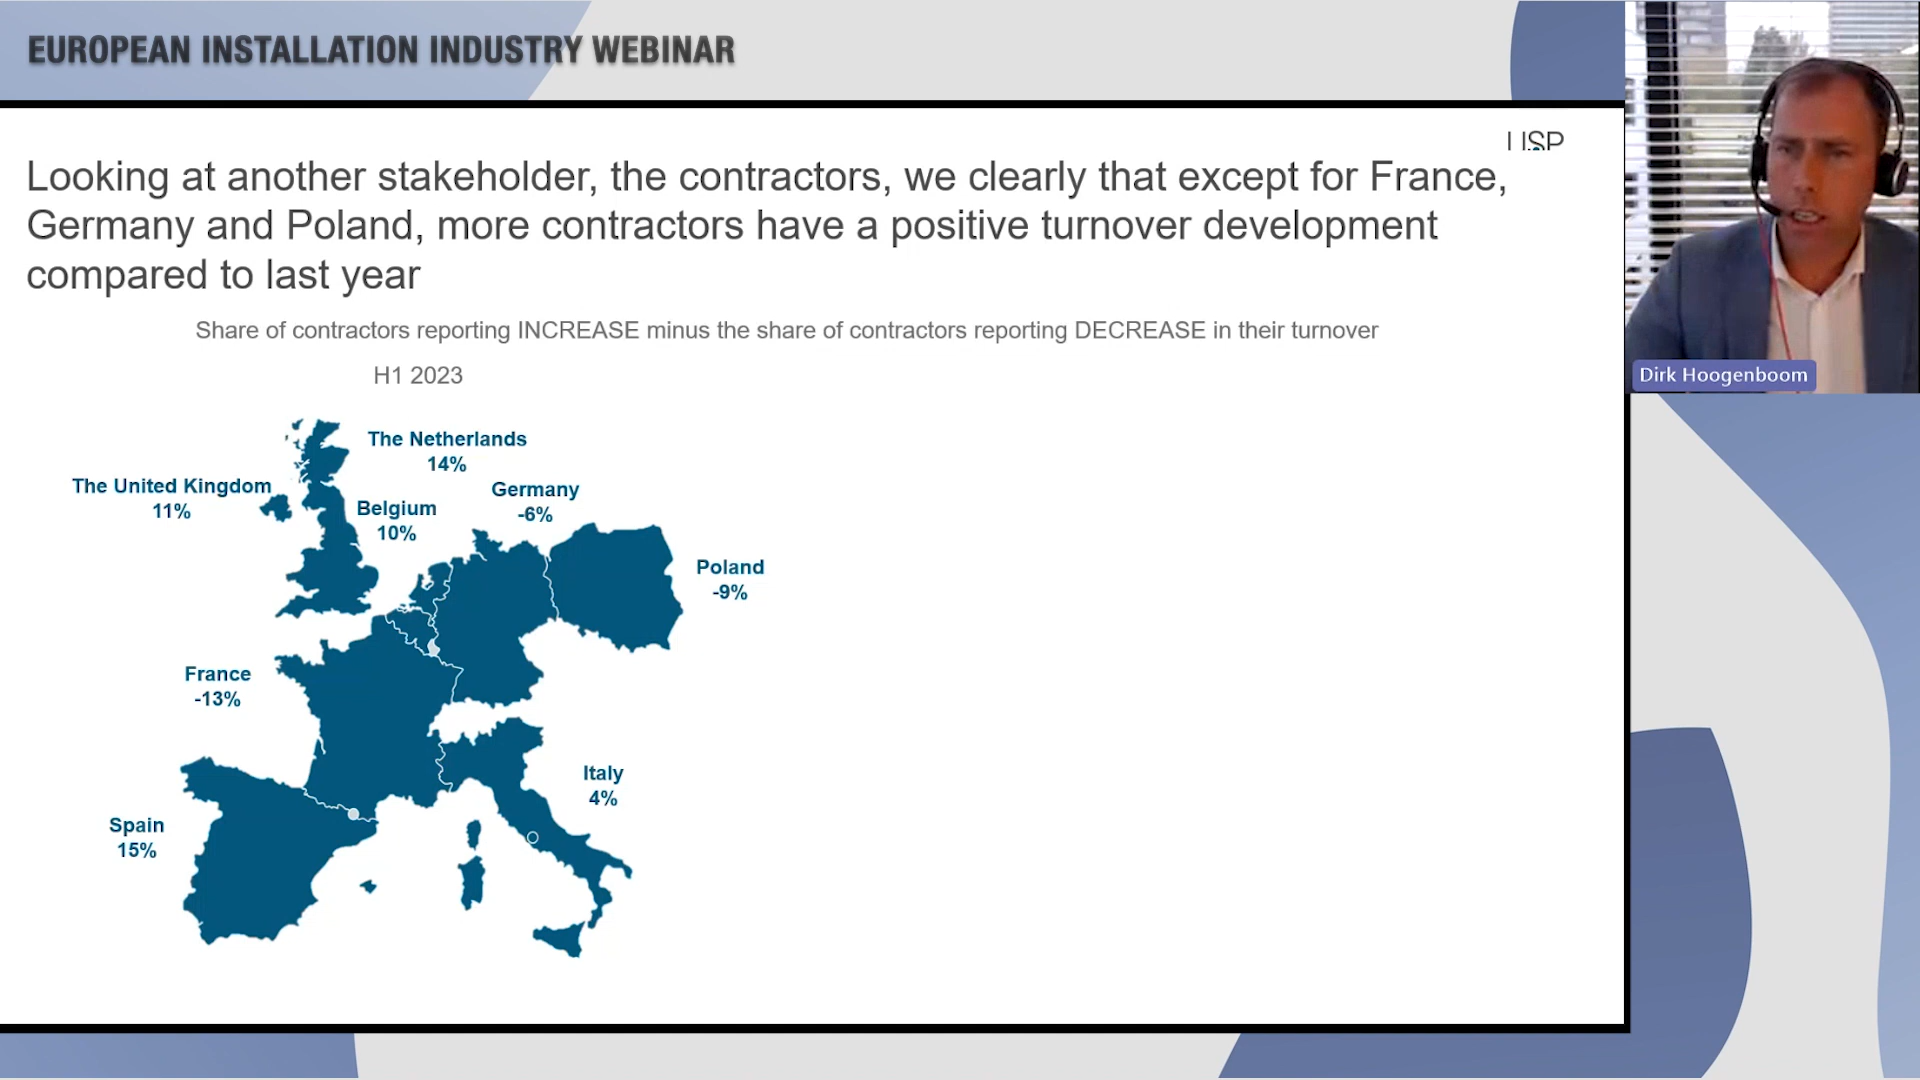 EUROPEAN INSTALLATION INDUSTRY WEBINAR
USP
Looking at another stakeholder, the contractors, we clearly that except for France,
Germany and Poland, more contractors have a positive turnover development
compared to last year
Dirk Hoogenboom
Share of contractors reporting INCREASE minus the share of contractors reporting DECREASE in their turnover
H1 2023
The Netherlands
14%
The United Kingdom
11%
Germany
-6%
Belgium
10%
Poland
-9%
France
-13%
Italy
4%
Spain
15%